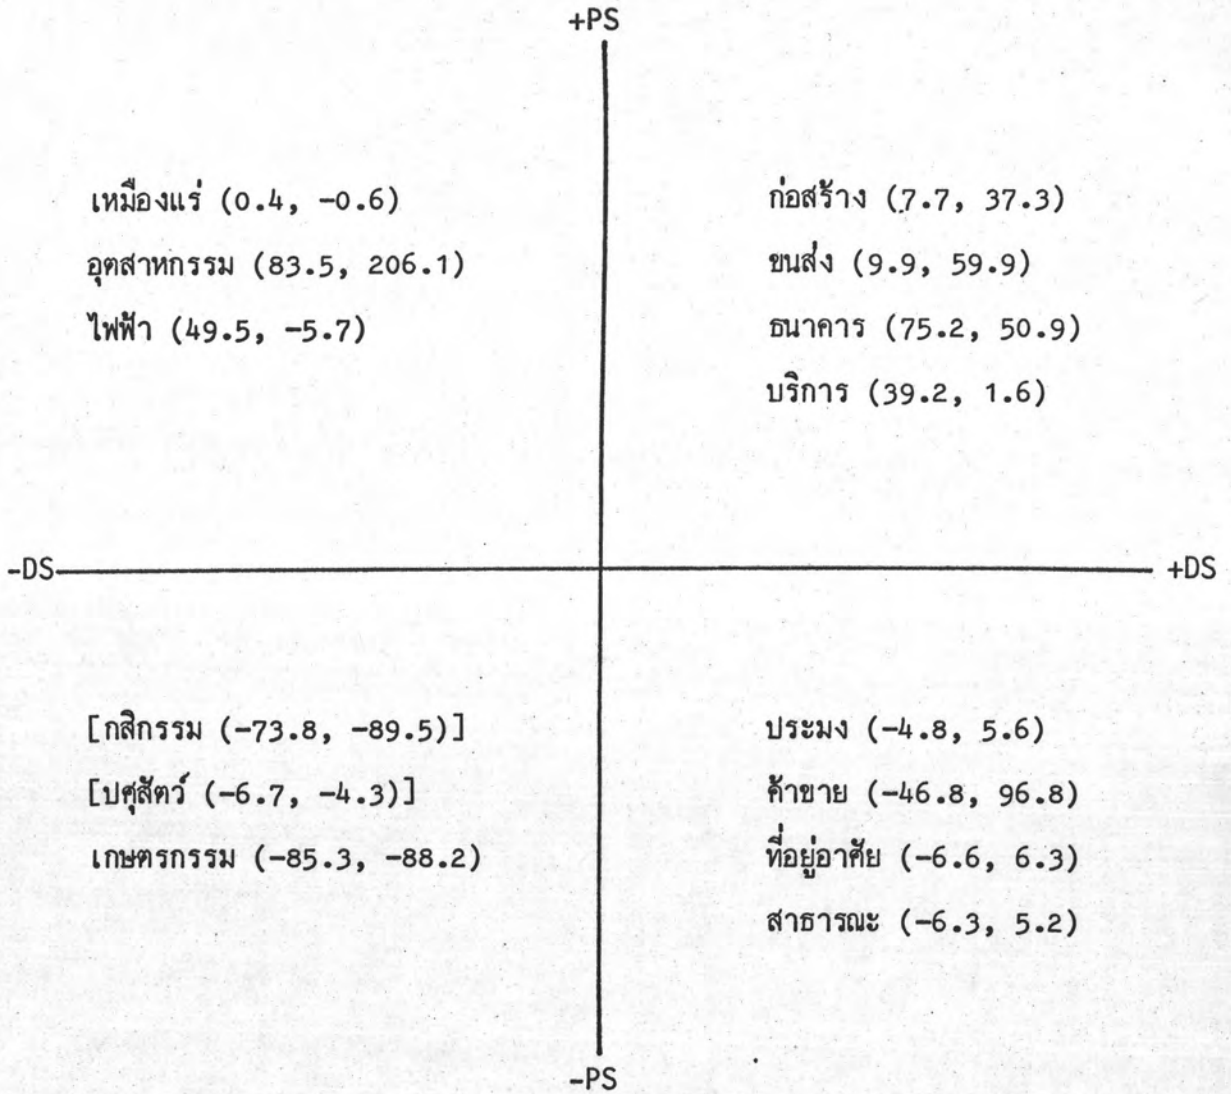 +PS
เหมืองแร่ (0.4, -0.6)
อุตสาหกรรม (83.5, 206.1)
ไฟฟ้า (49.5, -5.7)
ก่อสร้าง (7.7, 37.3)
ขนส่ง (9.9, 59.9)
ธนาคาร (75.2, 50.9)
บริการ (39.2, 1.6)
-DS
+DS
[กสิกรรม (-73.8, -89.5)]
[ปศุสัตว์ (-6.7, -4.3)]
เกษตรกรรม (-85.3, -88.2)
ประมง (-4.8, 5.6)
ค้าขาย (-46.8, 96.8)
ที่อยู่อาศัย (-6.6, 6.3)
สาธารณะ (-6.3, 5.2)
-PS